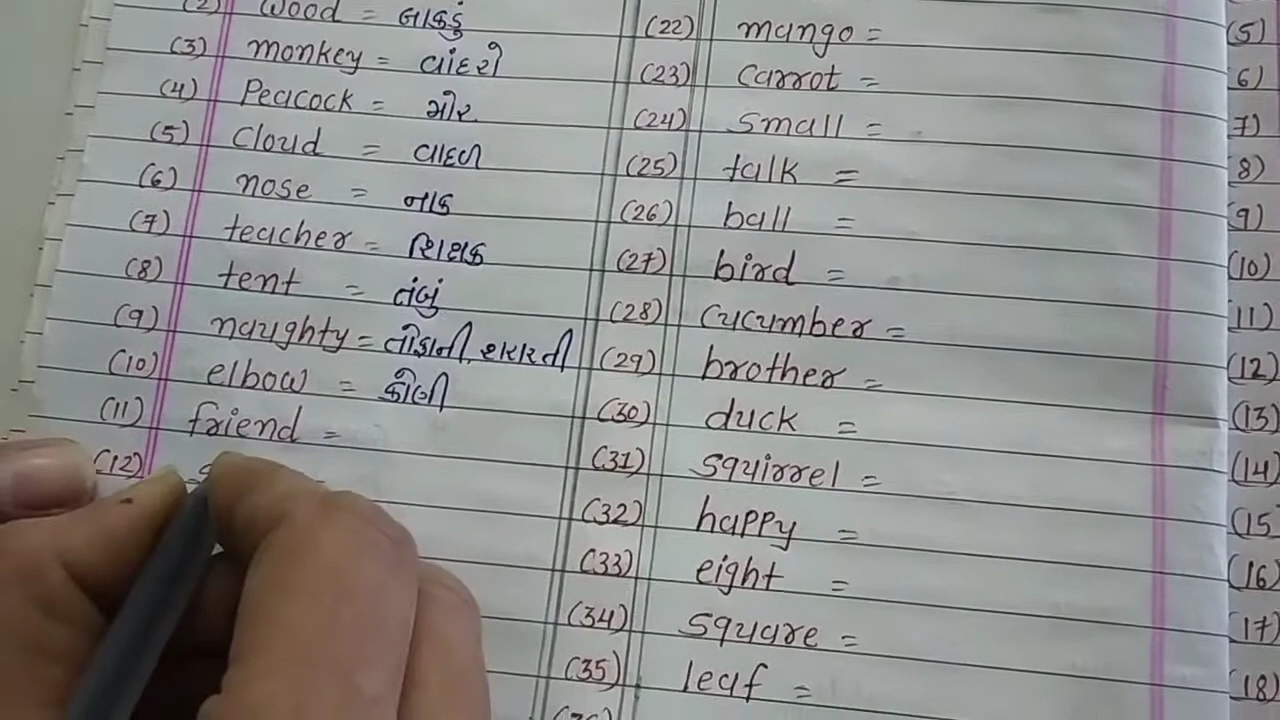 (2) wood = લાકડું
(3) monkey = વાંદરો
(4) Peacock = મોર
(5) cloud = વાદળ
(6) nose = નાક
(7) teacher = શિક્ષક
(8) tent = તંબુ
(9) naughty = તોફાની, શરારતી
(10) elbow = કોણી
(11) friend =
(12)
(22) mango =
(23) carrot =
(24) small =
(25) talk =
(26) ball =
(27) bird =
(28) cucumber =
(29) brother =
(30) duck =
(31) squirrel =
(32) happy =
(33) eight =
(34) square =
(35) leaf =
(5)
6)
7)
(8)
(9)
(10)
(11)
(12)
(13)
(14)
(15
(16)
(17)
(18)